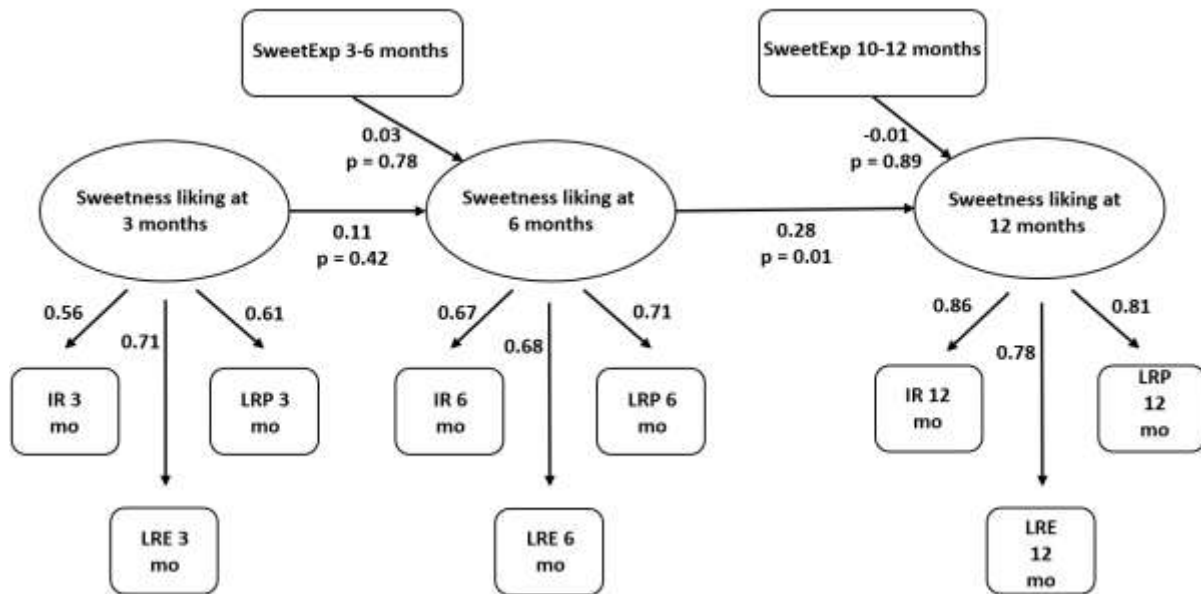 SweetExp 3-6 months
SweetExp 10-12 months
0.03
p = 0.78
-0.01
p = 0.89
Sweetness liking at
3 months
Sweetness liking at
6 months
Sweetness liking at
12 months
0.11
p = 0.42
0.28
p = 0.01
0.56
0.71
0.61
0.67
0.68
0.71
0.86
0.78
0.81
IR 3
mo
LRP 3
mo
IR 6
mo
LRP 6
mo
IR 12
mo
LRP
12
mo
LRE 3
mo
LRE 6
mo
LRE
12
mo